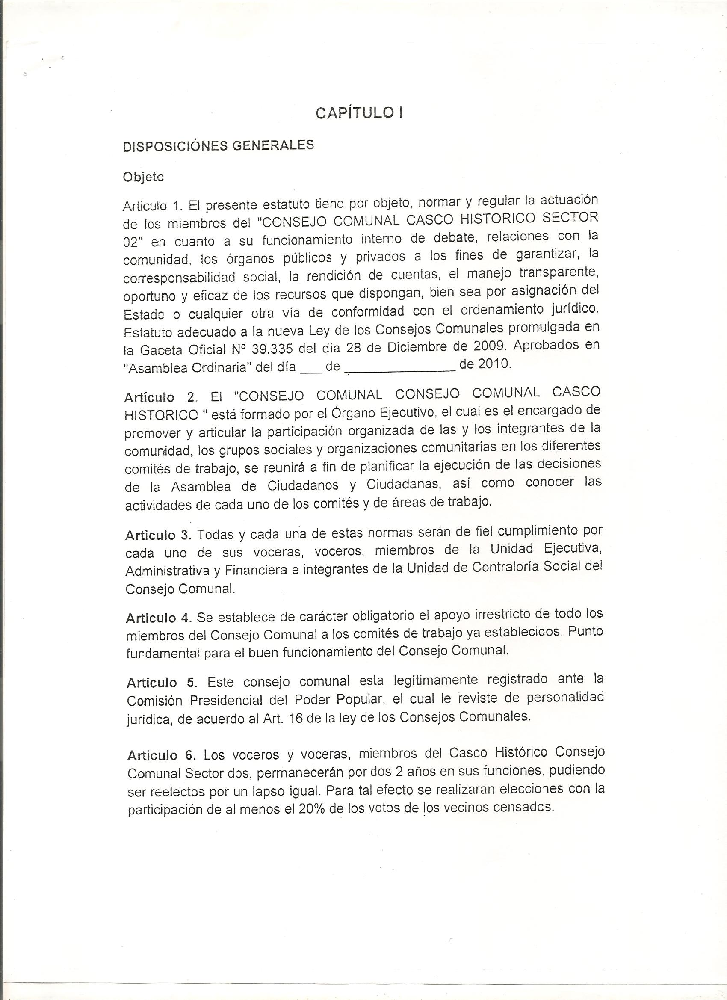 CAPÍTULO I
DISPOSICIÓNES GENERALES
Objeto
Articulo 1. El presente estatuto tiene por objeto, normar y regular la actuación
de los miembros del "CONSEJO COMUNAL CASCO HISTORICO SECTOR
02" en cuanto a su funcionamiento interno de debate, relaciones con la
comunidad, los órganos públicos y privados a los fines de garantizar, la
corresponsabilidad social, la rendición de cuentas, el manejo transparente,
oportuno y eficaz de los recursos que dispongan, bien sea por asignación del
Estado o cualquier otra vía de conformidad con el ordenamiento jurídico.
Estatuto adecuado a la nueva Ley de los Consejos Comunales promulgada en
la Gaceta Oficial Nº 39.335 del día 28 de Diciembre de 2009. Aprobados en
"Asamblea Ordinaria" del día ___ de _______________ de 2010.
Artículo 2. El "CONSEJO COMUNAL CONSEJO COMUNAL CASCO
HISTORICO " está formado por el Órgano Ejecutivo, el cual es el encargado de
promover y articular la participación organizada de las y los integrantes de la
comunidad, los grupos sociales y organizaciones comunitarias en los diferentes
comités de trabajo, se reunirá a fin de planificar la ejecución de las decisiones
de la Asamblea de Ciudadanos y Ciudadanas, así como conocer las
actividades de cada uno de los comités y de áreas de trabajo.
Articulo 3. Todas y cada una de estas normas serán de fiel cumplimiento por
cada uno de sus voceras, voceros, miembros de la Unidad Ejecutiva,
Administrativa y Financiera e integrantes de la Unidad de Contraloría Social del
Consejo Comunal.
Articulo 4. Se establece de carácter obligatorio el apoyo irrestricto de todo los
miembros del Consejo Comunal a los comités de trabajo ya establecidos. Punto
fundamental para el buen funcionamiento del Consejo Comunal.
Articulo 5. Este consejo comunal esta legítimamente registrado ante la
Comisión Presidencial del Poder Popular, el cual le reviste de personalidad
jurídica, de acuerdo al Art. 16 de la ley de los Consejos Comunales.
Articulo 6. Los voceros y voceras, miembros del Casco Histórico Consejo
Comunal Sector dos, permanecerán por dos 2 años en sus funciones, pudiendo
ser reelectos por un lapso igual. Para tal efecto se realizaran elecciones con la
participación de al menos el 20% de los votos de los vecinos censados.